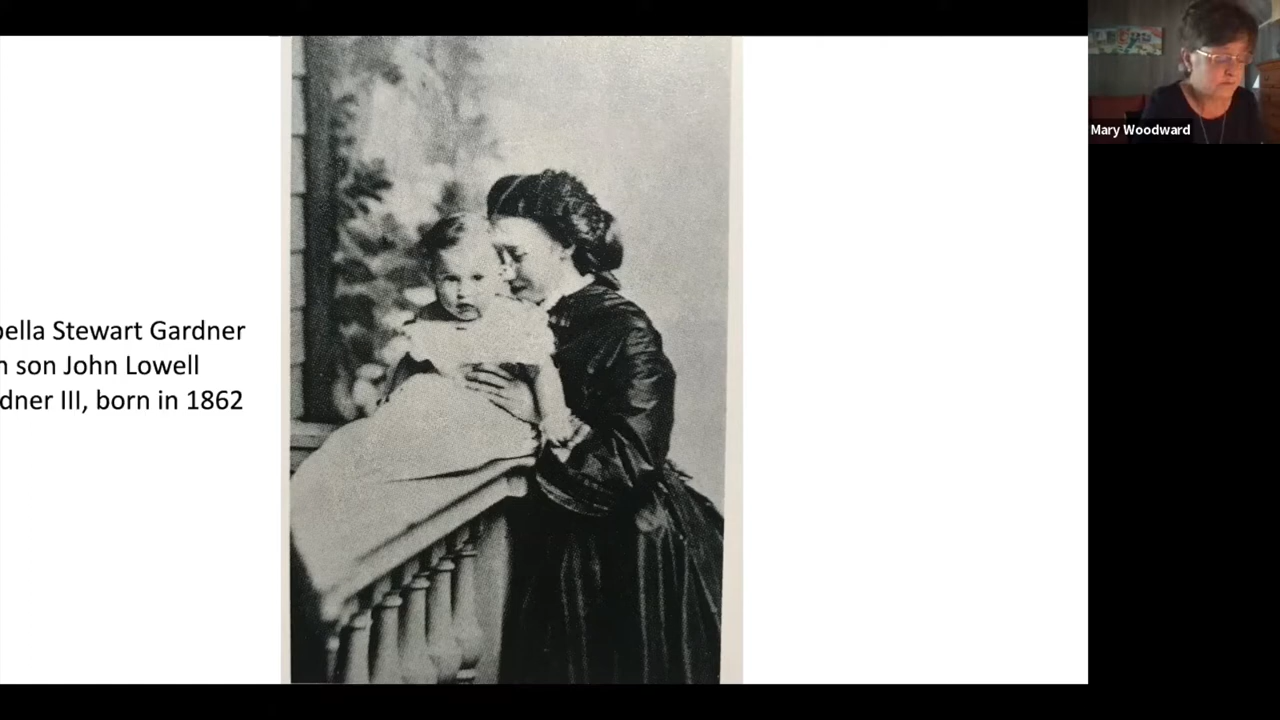 bella Stewart Gardner
n son John Lowell
dner III, born in 1862
Mary Woodward